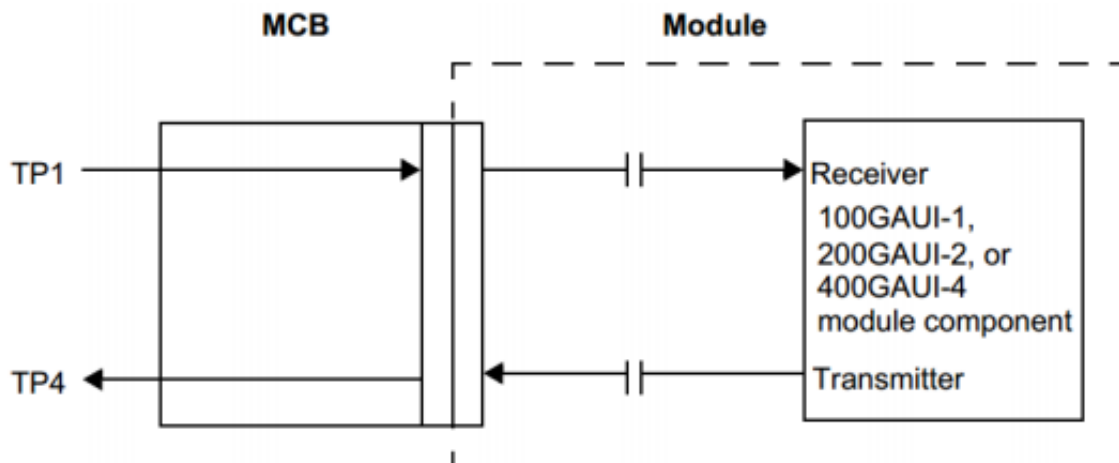 MCB
Module
TP1
Receiver
100GAUI-1,
200GAUI-2, or
400GAUI-4
module component
TP4
Transmitter